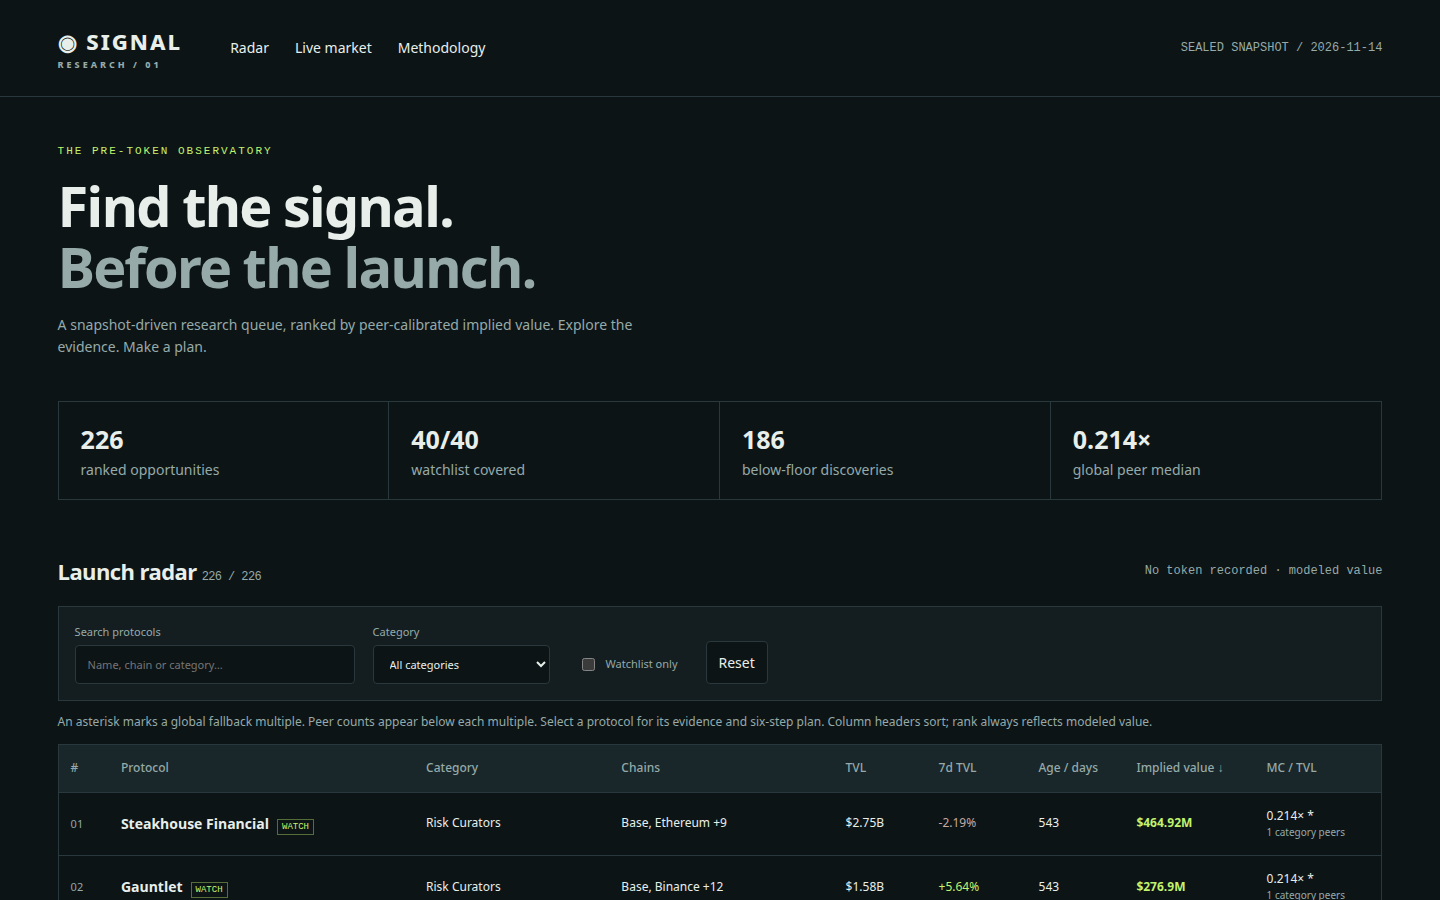 ◉ SIGNAL
RESEARCH / 01
Radar
Live market
Methodology
SEALED SNAPSHOT / 2026-11-14
THE PRE-TOKEN OBSERVATORY
Find the signal.
Before the launch.
A snapshot-driven research queue, ranked by peer-calibrated implied value. Explore the
evidence. Make a plan.
226
ranked opportunities
40/40
watchlist covered
186
below-floor discoveries
0.214×
global peer median
Launch radar 226 / 226
No token recorded · modeled value
Search protocols
Name, chain or category...
Category
All categories
Watchlist only
Reset
An asterisk marks a global fallback multiple. Peer counts appear below each multiple. Select a protocol for its evidence and six-step plan. Column headers sort; rank always reflects modeled value.
# Protocol Category Chains TVL 7d TVL Age / days Implied value ↓ MC / TVL
01 Steakhouse Financial WATCH Risk Curators Base, Ethereum +9 $2.75B -2.19% 543 $464.92M 0.214× *
1 category peers
02 Gauntlet WATCH Risk Curators Base, Binance +12 $1.58B +5.64% 543 $276.9M 0.214× *
1 category peers